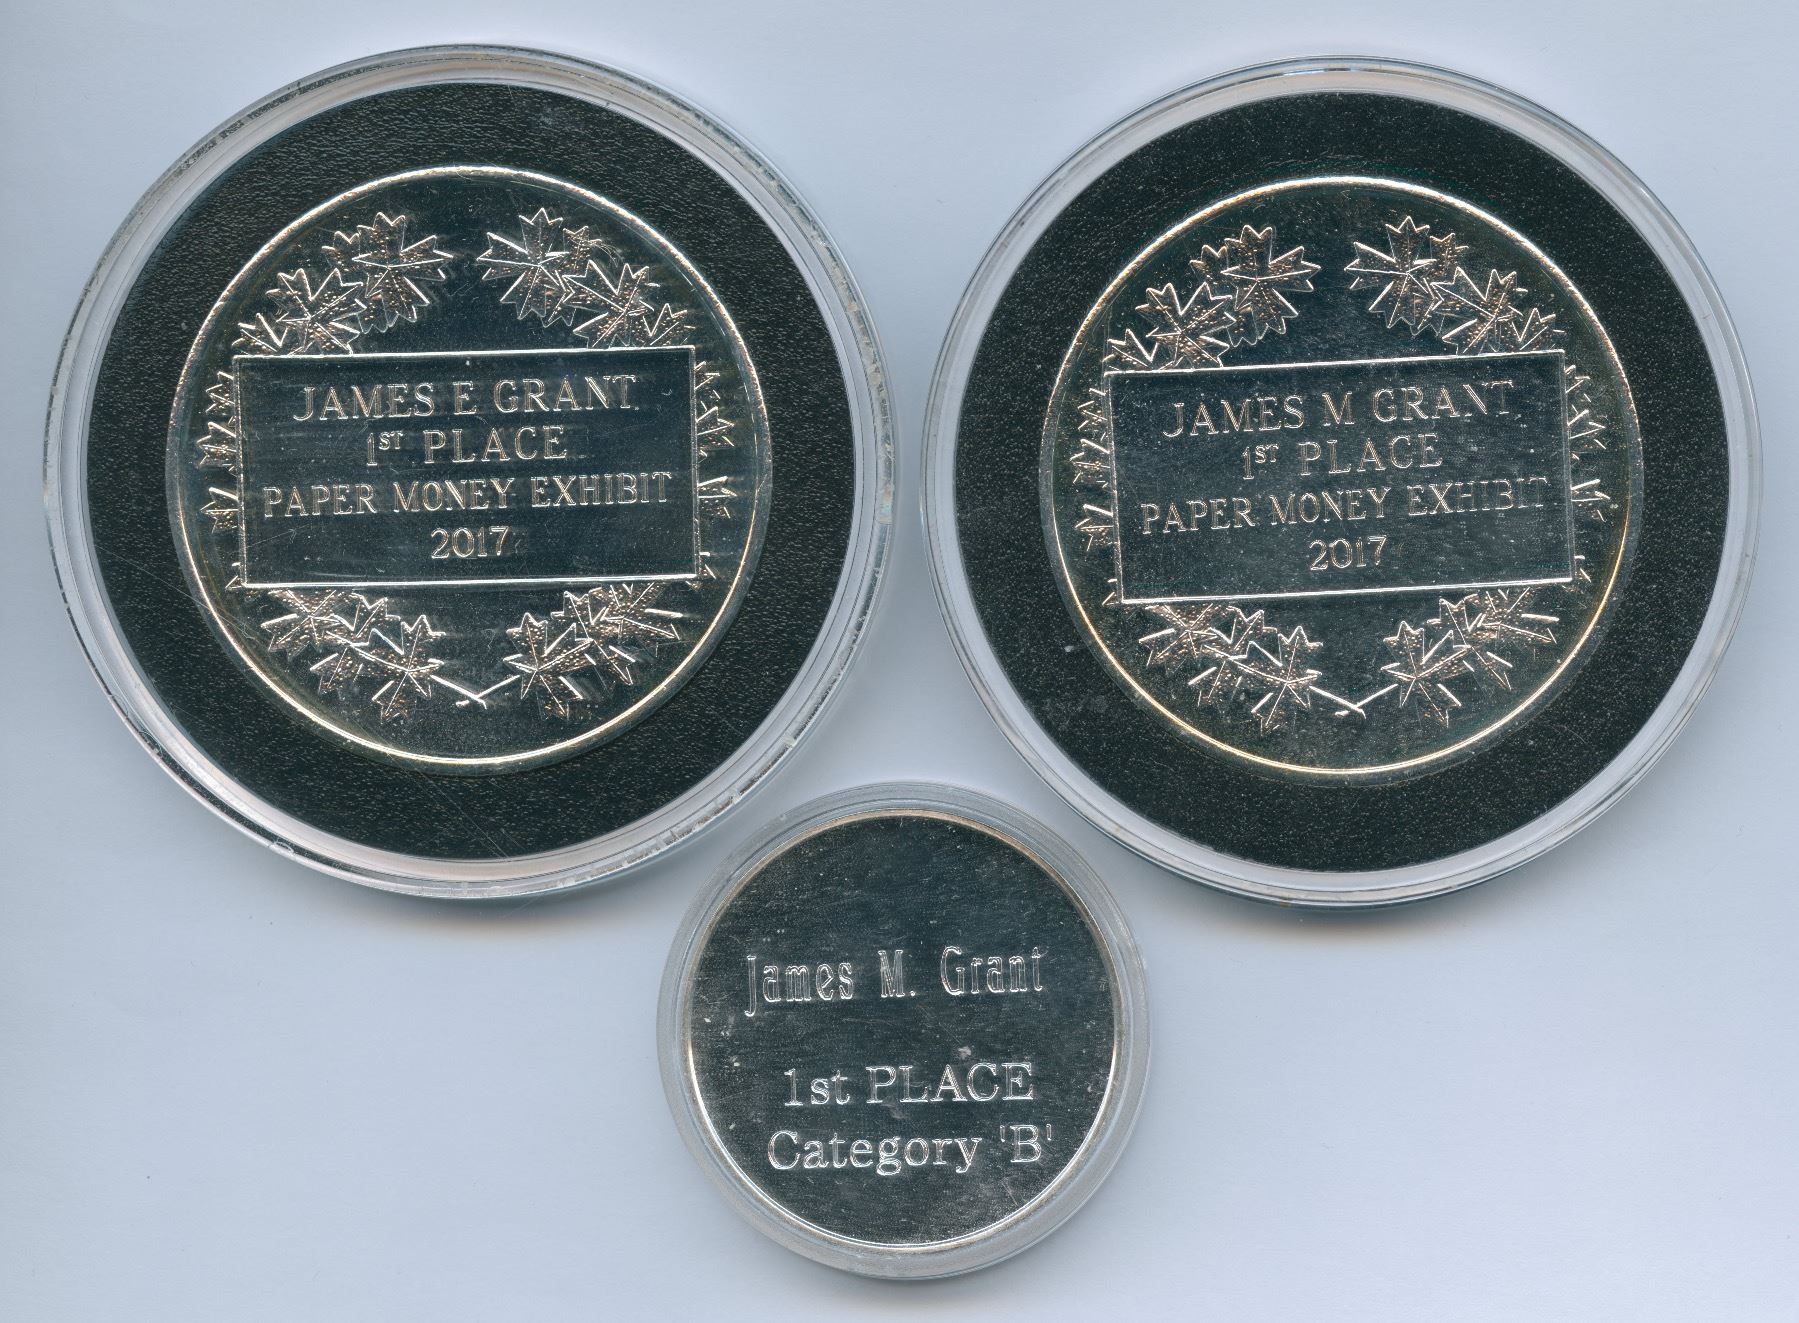 JAMES E GRANT
1ST PLACE
PAPER MONEY EXHIBIT
2017
JAMES M GRANT
1ST PLACE
PAPER MONEY EXHIBIT
2017
James M. Grant
1st PLACE
Category 'B'